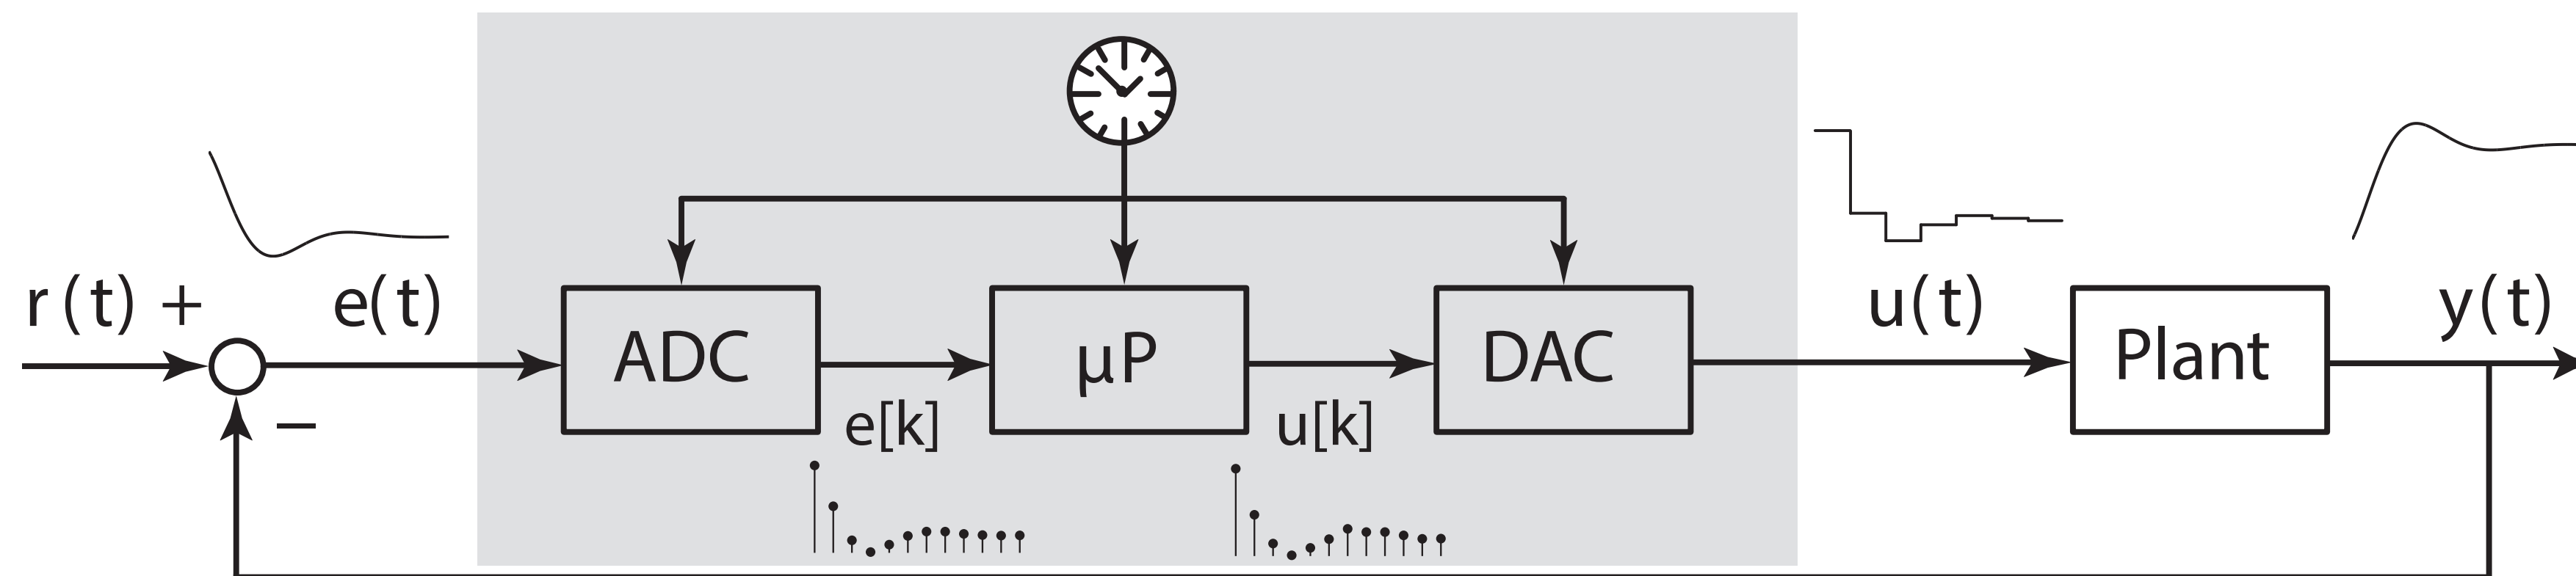 r(t) +
e(t)
ADC
e[k]
µP
u[k]
DAC
u(t)
Plant
y(t)
−